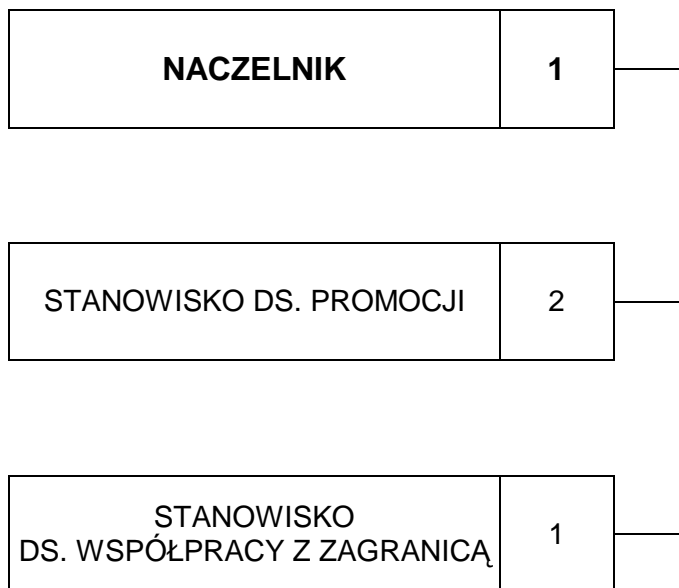 NACZELNIK 1
STANOWISKO DS. PROMOCJI 2
STANOWISKO
DS. WSPÓŁPRACY Z ZAGRANICĄ 1